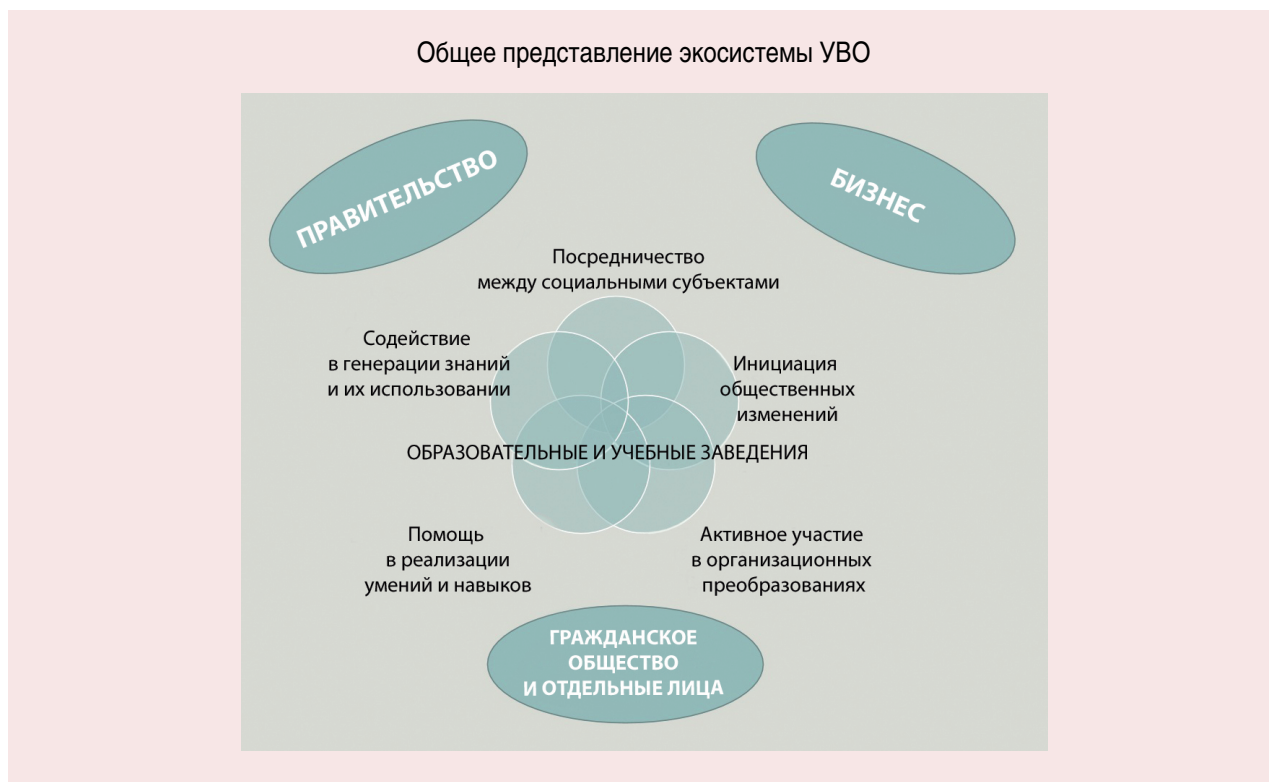 Общее представление экосистемы УВО
ПРАВИТЕЛЬСТВО
БИЗНЕС
Посредничество
между социальными субъектами
Содействие
в генерации знаний
и их использовании
Инициация
общественных
изменений
ОБРАЗОВАТЕЛЬНЫЕ И УЧЕБНЫЕ ЗАВЕДЕНИЯ
Помощь
в реализации
умений и навыков
Активное участие
в организационных
преобразованиях
ГРАЖДАНСКОЕ
ОБЩЕСТВО
И ОТДЕЛЬНЫЕ ЛИЦА